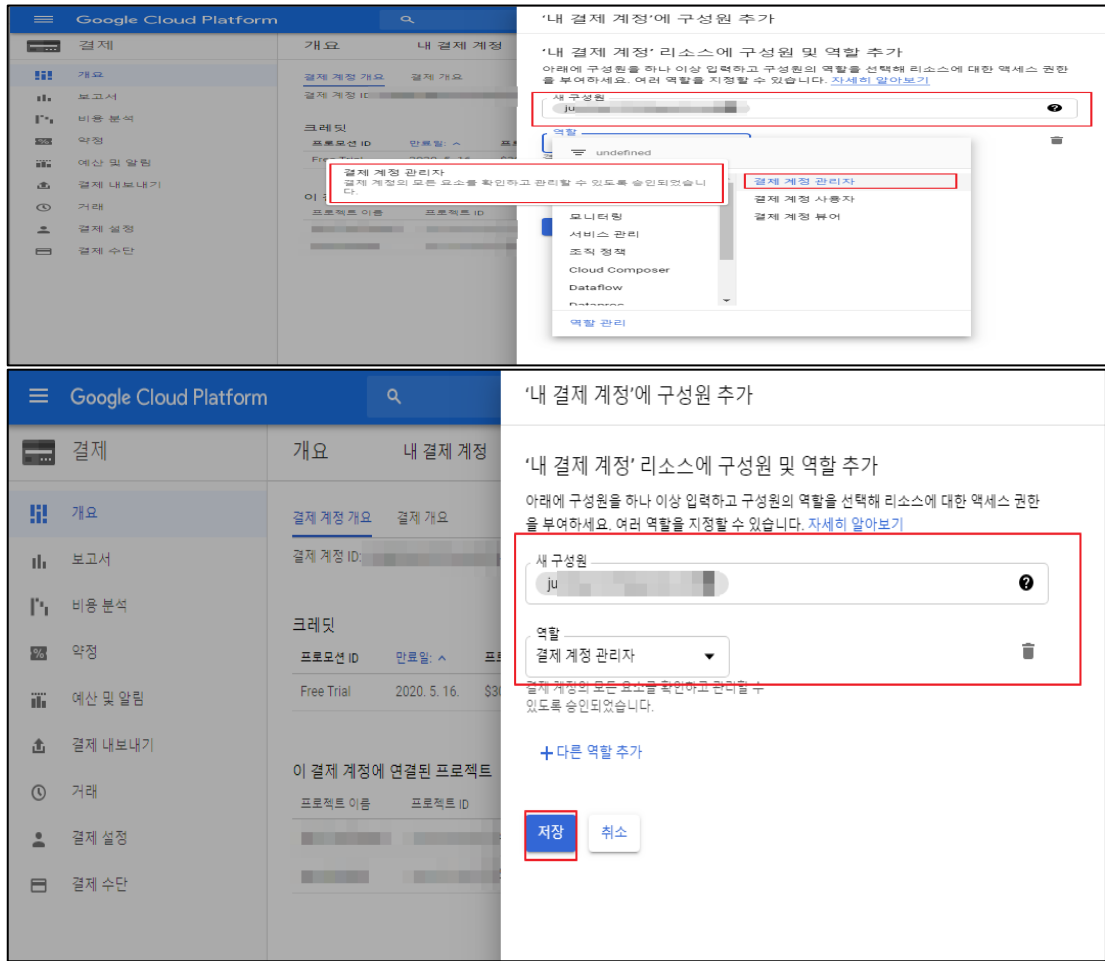 Google Cloud Platform
결제
개요
보고서
비용 분석
약정
예산 및 알림
결제 내보내기
거래
결제 설정
결제 수단
개요 내 결제 계정
결제 계정 개요 결제 개요
결제 계정 ID
크레딧
프로모션 ID 만료일: 프
Free Trial 2020. 5. 16.
프로젝트 이름 프로젝트 ID
'내 결제 계정'에 구성원 추가
'내 결제 계정' 리소스에 구성원 및 역할 추가
아래에 구성원을 하나 이상 입력하고 구성원의 역할을 선택해 리소스에 대한 액세스 권한
을 부여하세요. 여러 역할을 지정할 수 있습니다. 자세히 알아보기
새 구성원
ju
역할
undefined
결제 계정 관리자
결제 계정의 모든 요소를 확인하고 관리할 수 있도록 승인되었습니
다.
모니터링
서비스 관리
조직 정책
Cloud Composer
Dataflow
Dataproc
역할 관리
결제 계정 관리자
결제 계정 사용자
결제 계정 뷰어
Google Cloud Platform
결제
개요
보고서
비용 분석
약정
예산 및 알림
결제 내보내기
거래
결제 설정
결제 수단
개요 내 결제 계정
결제 계정 개요 결제 개요
결제 계정 ID:
크레딧
프로모션 ID 만료일: 프
Free Trial 2020. 5. 16. $30
이 결제 계정에 연결된 프로젝트
프로젝트 이름 프로젝트 ID
'내 결제 계정'에 구성원 추가
'내 결제 계정' 리소스에 구성원 및 역할 추가
아래에 구성원을 하나 이상 입력하고 구성원의 역할을 선택해 리소스에 대한 액세스 권한
을 부여하세요. 여러 역할을 지정할 수 있습니다. 자세히 알아보기
새 구성원
ju
역할
결제 계정 관리자
결제 계정의 모든 요소를 확인하고 관리할 수
있도록 승인되었습니다.
+ 다른 역할 추가
저장 취소